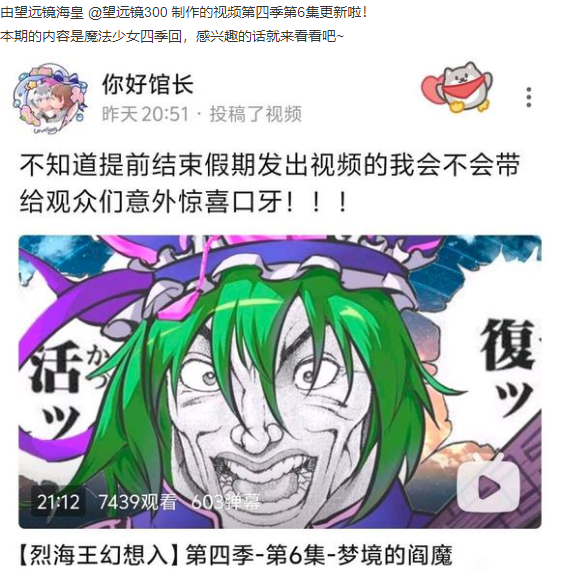 由望远镜海皇 @望远镜300 制作的视频第四季第6集更新啦！
本期的内容是魔法少女四季回，感兴趣的话就来看看吧~
你好馆长
昨天20:51 · 投稿了视频
不知道提前结束假期发出视频的我会不会带
给观众们意外惊喜口牙！！！
復ッ
活ッ
かつ
21:12 7439观看 603弹幕
【烈海王幻想入】第四季-第6集-梦境的阎魔